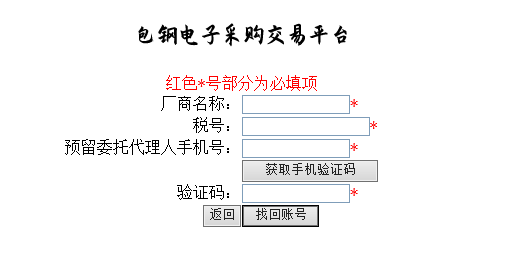 包钢电子采购交易平台
红色*号部分为必填项
厂商名称：*
税号：*
预留委托代理人手机号：*
获取手机验证码
验证码：*
返回 找回账号